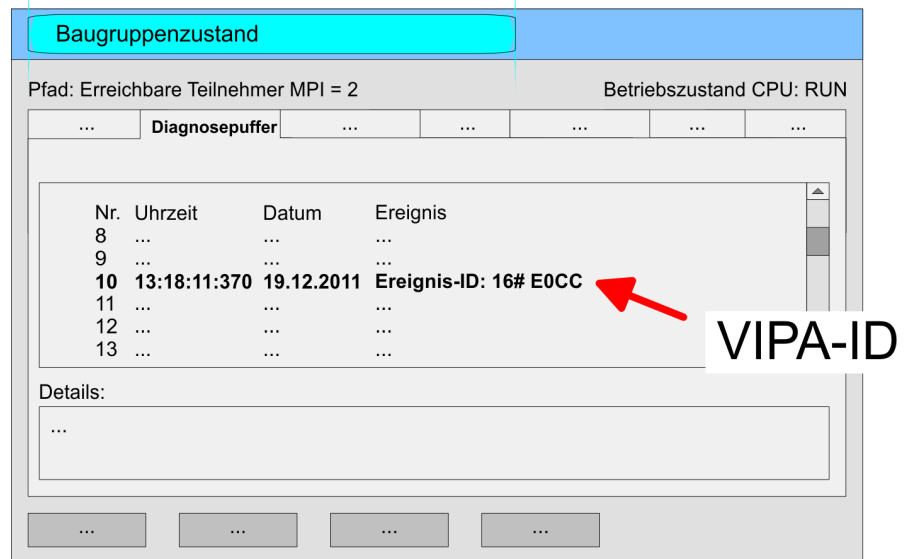 Baugruppenzustand
Pfad: Erreichbare Teilnehmer MPI = 2 Betriebszustand CPU: RUN
... Diagnosepuffer ... ... ... ... ...
Nr. Uhrzeit Datum Ereignis
8 ... ... ...
9 ... ... ...
10 13:18:11:370 19.12.2011 Ereignis-ID: 16# E0CC
11 ... ... ...
12 ... ... ...
13 ... ... ...
VIPA-ID
Details:
...
... ... ... ...